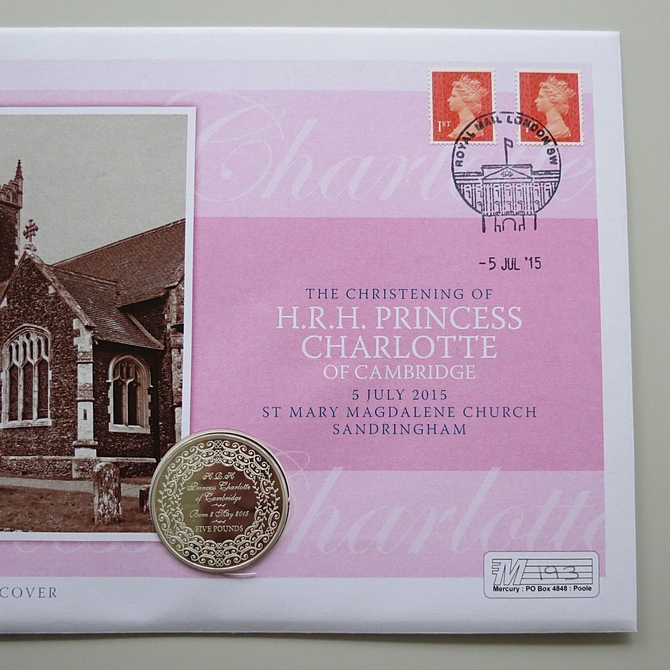 1ST
ROYAL MAIL LONDON SW
-5 JUL '15
Charlotte
THE CHRISTENING OF
H.R.H. PRINCESS
CHARLOTTE
OF CAMBRIDGE
5 JULY 2015
ST MARY MAGDALENE CHURCH
SANDRINGHAM
H.R.H
Princess Charlotte
of Cambridge
Born 2 May 2015
FIVE POUNDS
Charlotte
COVER
M 193
Mercury : PO Box 4848 : Poole